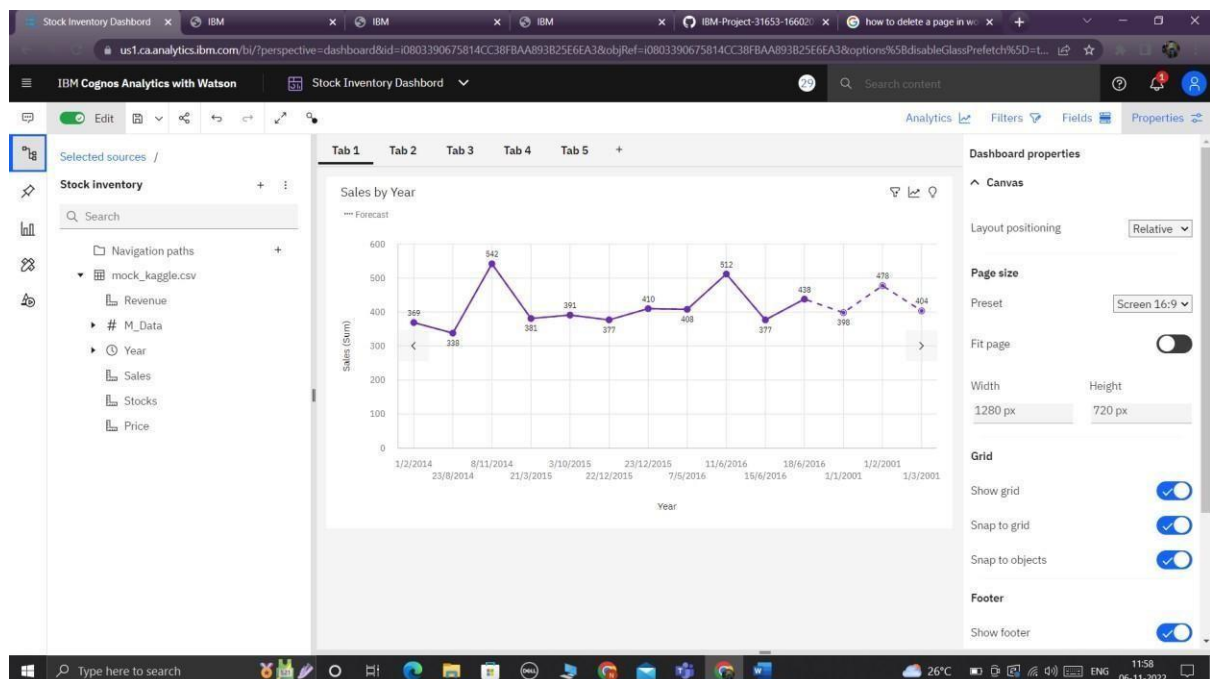 Stock Inventory Dashbord
IBM
IBM
IBM
IBM-Project-31653-16602
how to delete a page in wo
us1.ca.analytics.ibm.com/bi/?perspective=dashboard&id=i0803390675814CC38FBAA893B25E6EA3&objRef=i0803390675814CC38FBAA893B25E6EA3&options%5BdisableGlassPrefetch%5D=t...
IBM Cognos Analytics with Watson
Stock Inventory Dashbord
29
Search content
1
Edit
Analytics
Filters
Fields
Properties
Selected sources /
Stock inventory
Search
Navigation paths
mock_kaggle.csv
Revenue
# M_Data
Year
Sales
Stocks
Price
Tab 1 Tab 2 Tab 3 Tab 4 Tab 5 +
Sales by Year
Forecast
Sales (Sum)
600
500
400
300
200
100
0
369
338
542
381
391
377
410
408
512
377
438
398
478
404
1/2/2014 8/11/2014 3/10/2015 23/12/2015 11/6/2016 18/6/2016 1/2/2001
23/8/2014 21/3/2015 22/12/2015 7/5/2016 15/6/2016 1/1/2001 1/3/2001
Year
Dashboard properties
Canvas
Layout positioning Relative
Page size
Preset Screen 16:9
Fit page
Width Height
1280 px 720 px
Grid
Show grid
Snap to grid
Snap to objects
Footer
Show footer
Type here to search
DELL
26°C
ENG
11:58
06-11-2022